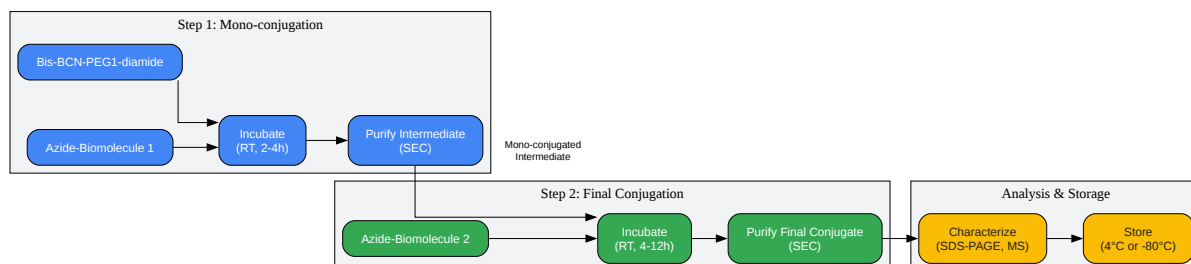 Step 1: Mono-conjugation
Bis-BCN-PEG1-diamide
Azide-Biomolecule 1
Incubate
(RT, 2-4h)
Purify Intermediate
(SEC)
Mono-conjugated
Intermediate
Step 2: Final Conjugation
Azide-Biomolecule 2
Incubate
(RT, 4-12h)
Purify Final Conjugate
(SEC)
Analysis & Storage
Characterize
(SDS-PAGE, MS)
Store
(4°C or -80°C)